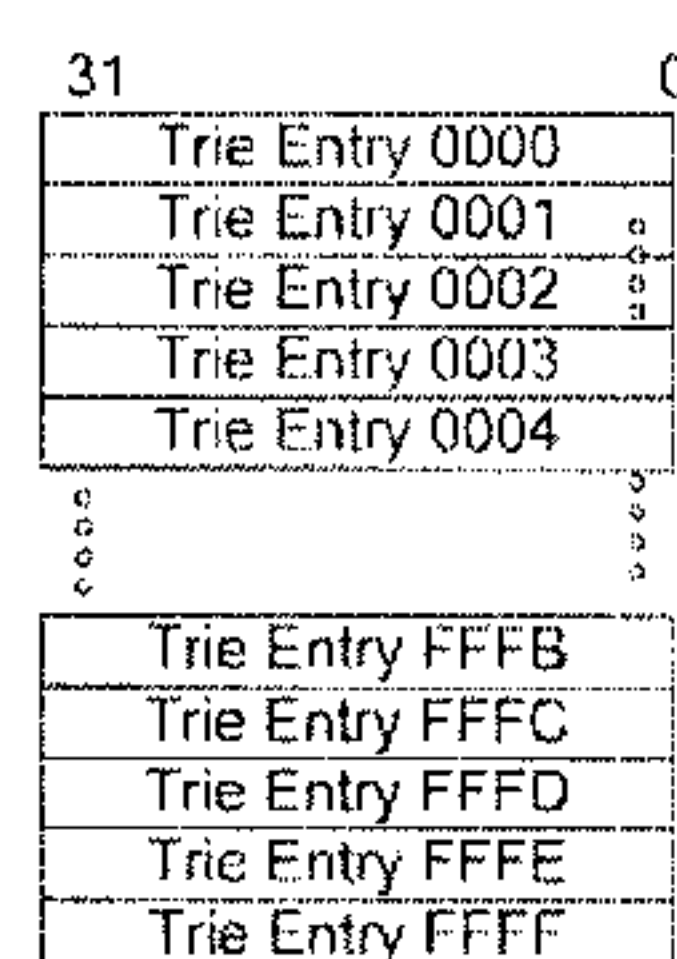 31 0
Trie Entry 0000
Trie Entry 0001
Trie Entry 0002
Trie Entry 0003
Trie Entry 0004
Trie Entry FFFB
Trie Entry FFFC
Trie Entry FFFD
Trie Entry FFFE
Trie Entry FFFF